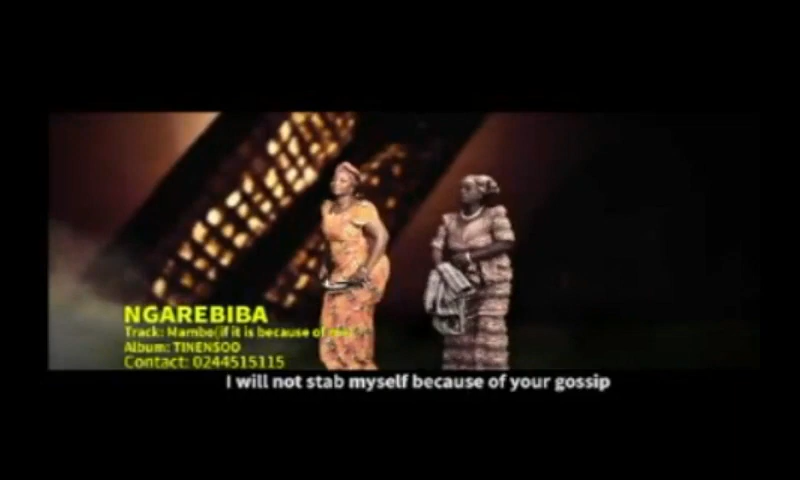 NGAREBIBA
Track: Mambo(if it is because of me)
Album: TINENSOO
Contact: 0244515115
I will not stab myself because of your gossip